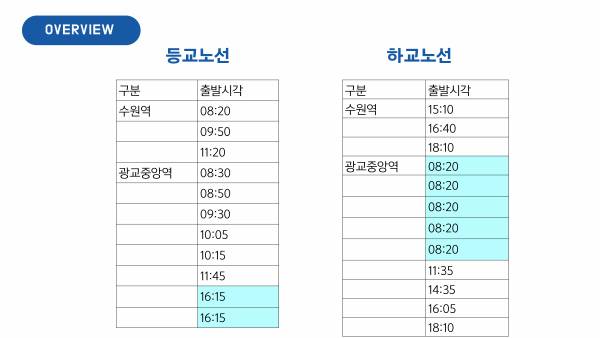 OVERVIEW
등교노선
구분 출발시각
수원역 08:20
09:50
11:20
광교중앙역 08:30
08:50
09:30
10:05
10:15
11:45
16:15
16:15
하교노선
구분 출발시각
수원역 15:10
16:40
18:10
광교중앙역 08:20
08:20
08:20
08:20
08:20
11:35
14:35
16:05
18:10